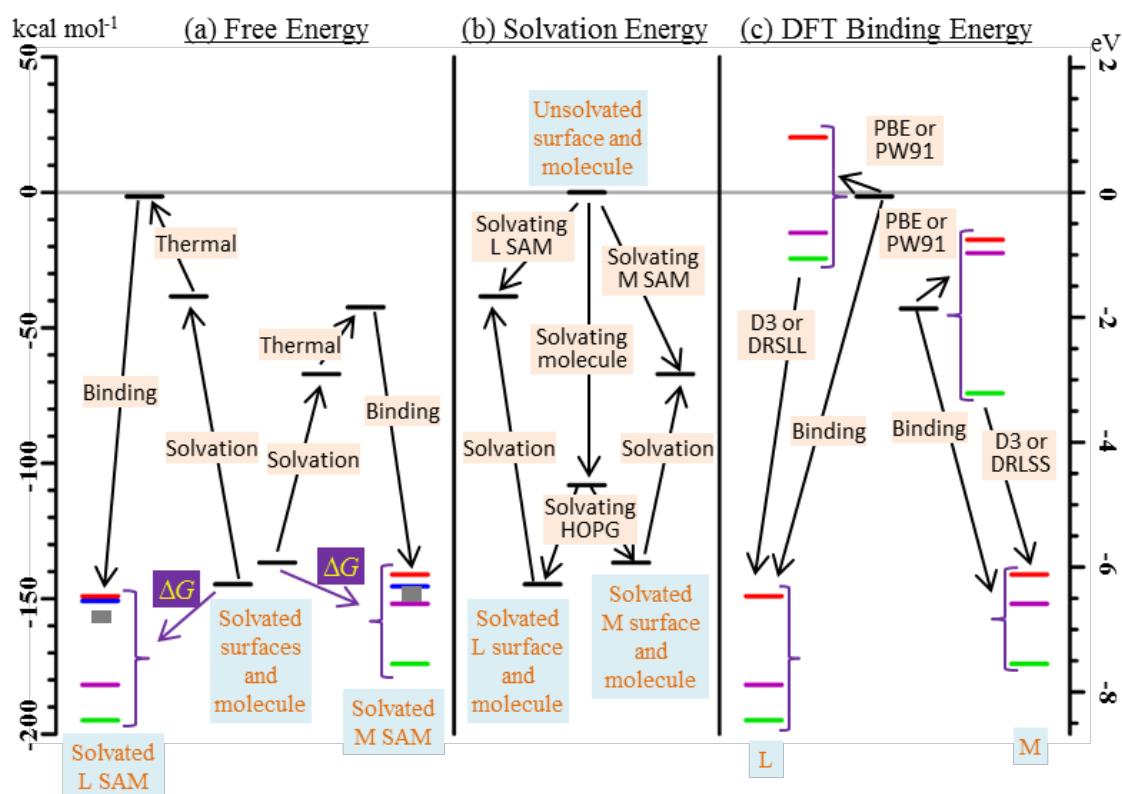 kcal mol-1
(a) Free Energy
(b) Solvation Energy
(c) DFT Binding Energy
eV
50
0
-50
-100
-150
-200
Thermal
Binding
Solvation
Thermal
Solvation
Binding
ΔG
ΔG
Solvated
surfaces and
molecule
Solvated
L SAM
Solvated
M SAM
Unsolvated
surface and
molecule
Solvating
L SAM
Solvating
M SAM
Solvating
molecule
Solvation
Solvation
Solvating
HOPG
Solvated
L surface
and
molecule
Solvated
M surface
and
molecule
PBE or
PW91
PBE or
PW91
D3 or
DRSLL
Binding
Binding
D3 or
DRLSS
L
M
2
0
-2
-4
-6
-8